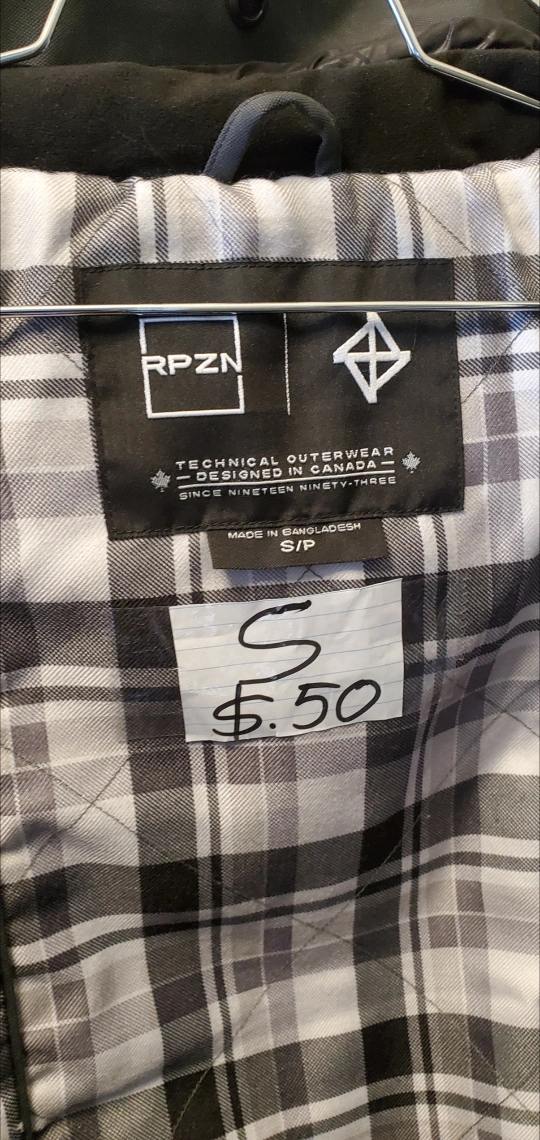 RPZN
TECHNICAL OUTERWEAR
DESIGNED IN CANADA
SINCE NINETEEN NINETY-THREE
MADE IN BANGLADESH
S/P
S
$.50